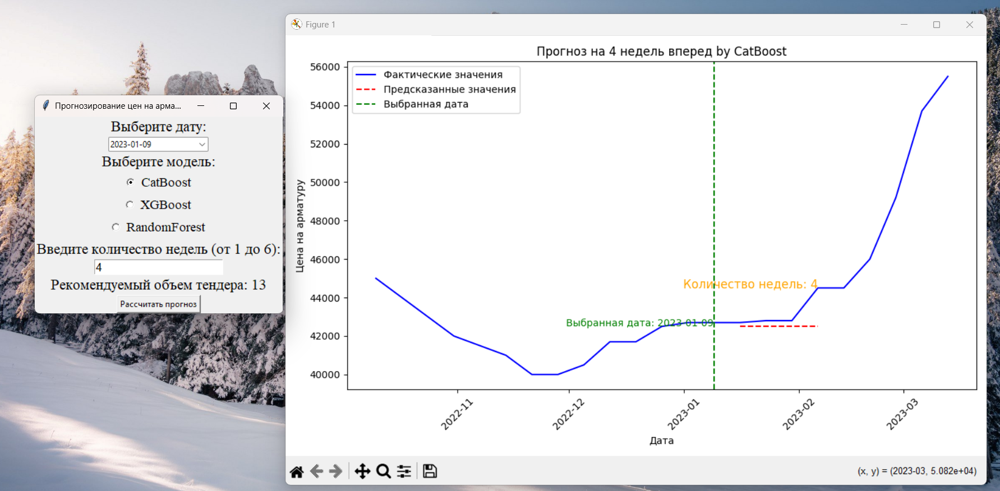 Прогнозирование цен на арма...
Выберите дату:
2023-01-09
Выберите модель:
CatBoost
XGBoost
RandomForest
Введите количество недель (от 1 до 6):
4
Рекомендуемый объем тендера: 13
Рассчитать прогноз
Figure 1
Прогноз на 4 недель вперед by CatBoost
Фактические значения
Предсказанные значения
Выбранная дата
Цена на арматуру
56000
54000
52000
50000
48000
46000
44000
42000
40000
Количество недель: 4
Выбранная дата: 2023-01-09
2022-11
2022-12
2023-01
2023-02
2023-03
Дата
(x, y) = (2023-03, 5.082e+04)